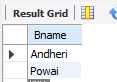 Result Grid
Bname
Andheri
Powai